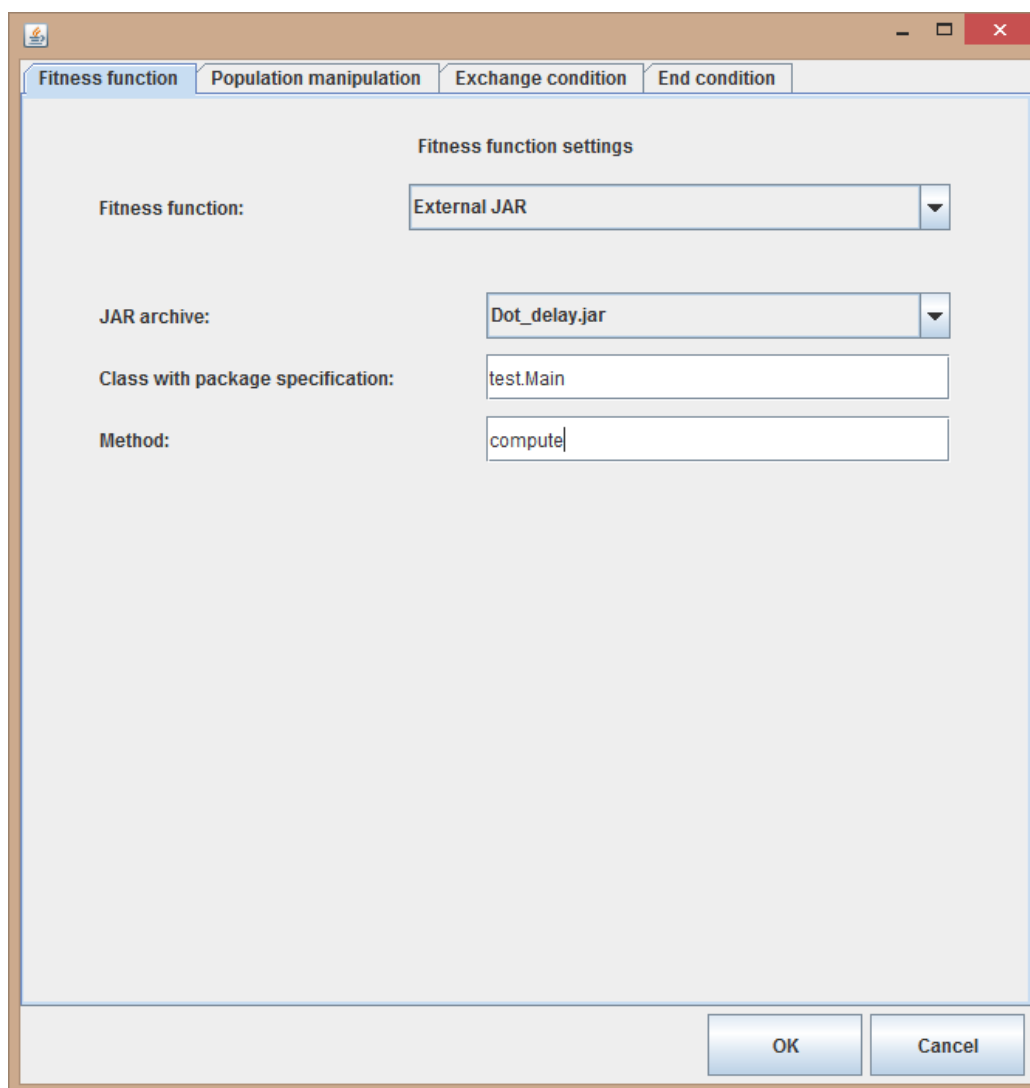 Fitness function Population manipulation Exchange condition End condition
Fitness function settings
Fitness function: External JAR
JAR archive: Dot_delay.jar
Class with package specification: test.Main
Method: compute
OK Cancel